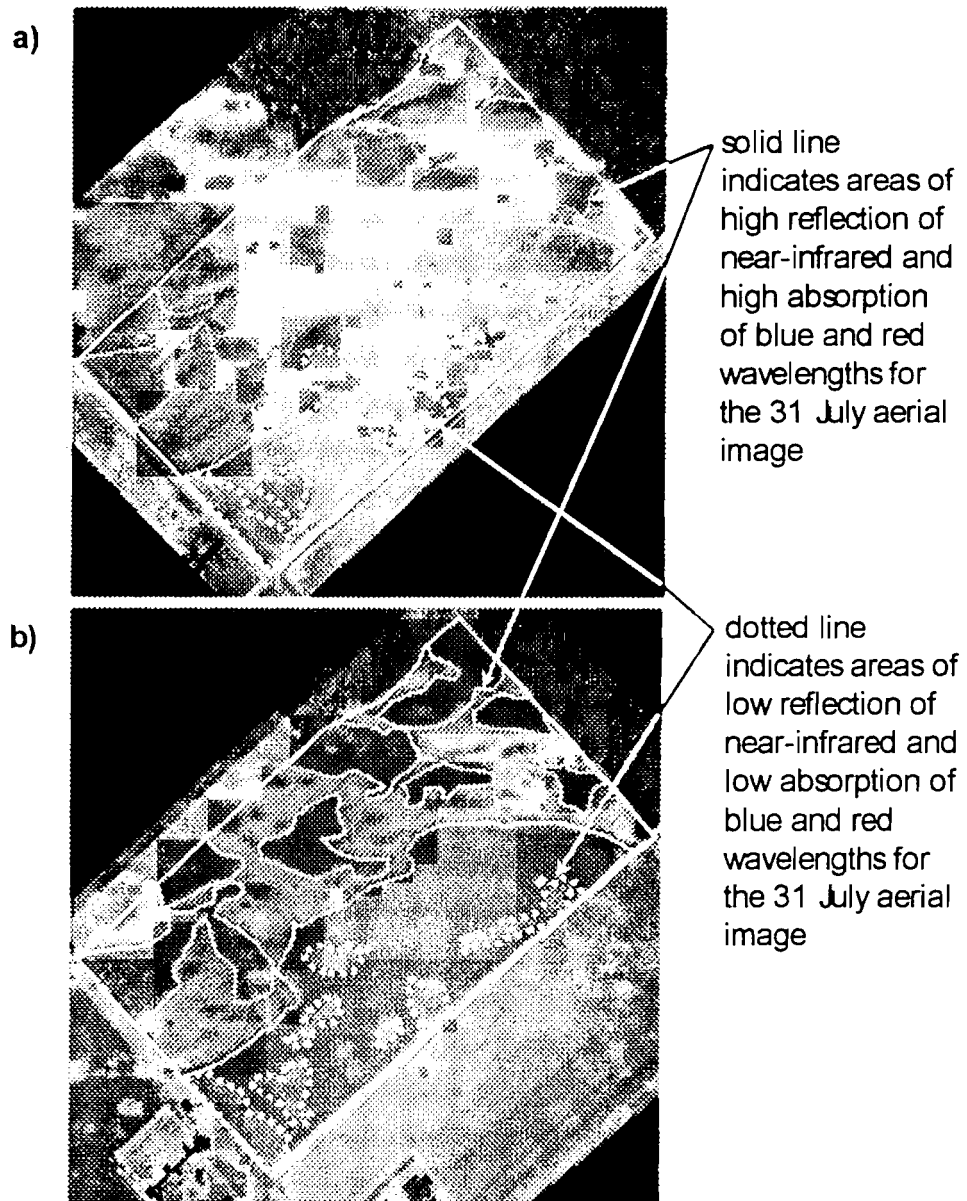 a)
solid line
indicates areas of
high reflection of
near-infrared and
high absorption
of blue and red
wavelengths for
the 31 July aerial
image
b)
dotted line
indicates areas of
low reflection of
near-infrared and
low absorption of
blue and red
wavelengths for
the 31 July aerial
image